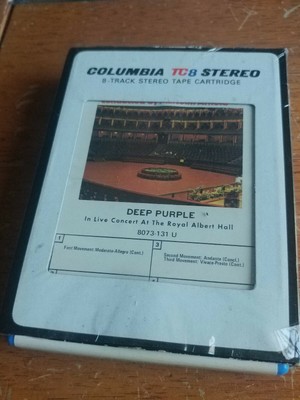 COLUMBIA TC8 STEREO
8-TRACK STEREO TAPE CARTRIDGE
DEEP PURPLE
In Live Concert At The Royal Albert Hall
8073-131 U
1
First Movement: Moderato-Allegro (Cont.)
3
Second Movement: Andante (Concl.)
Third Movement: Vivace-Presto (Cont.)